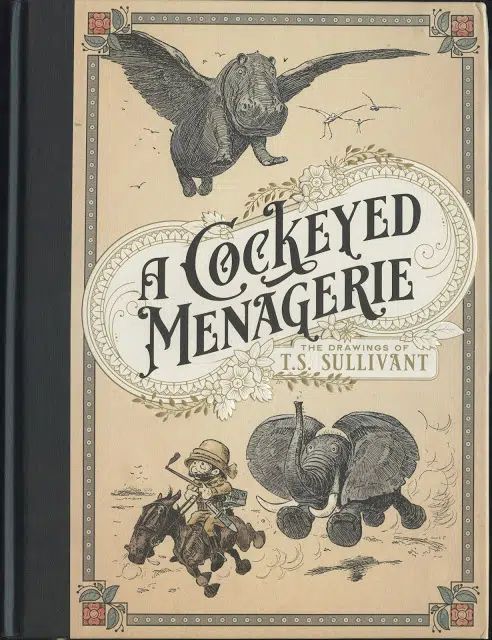 A COCKEYED
MENAGERIE
THE DRAWINGS OF
T.S. SULLIVANT